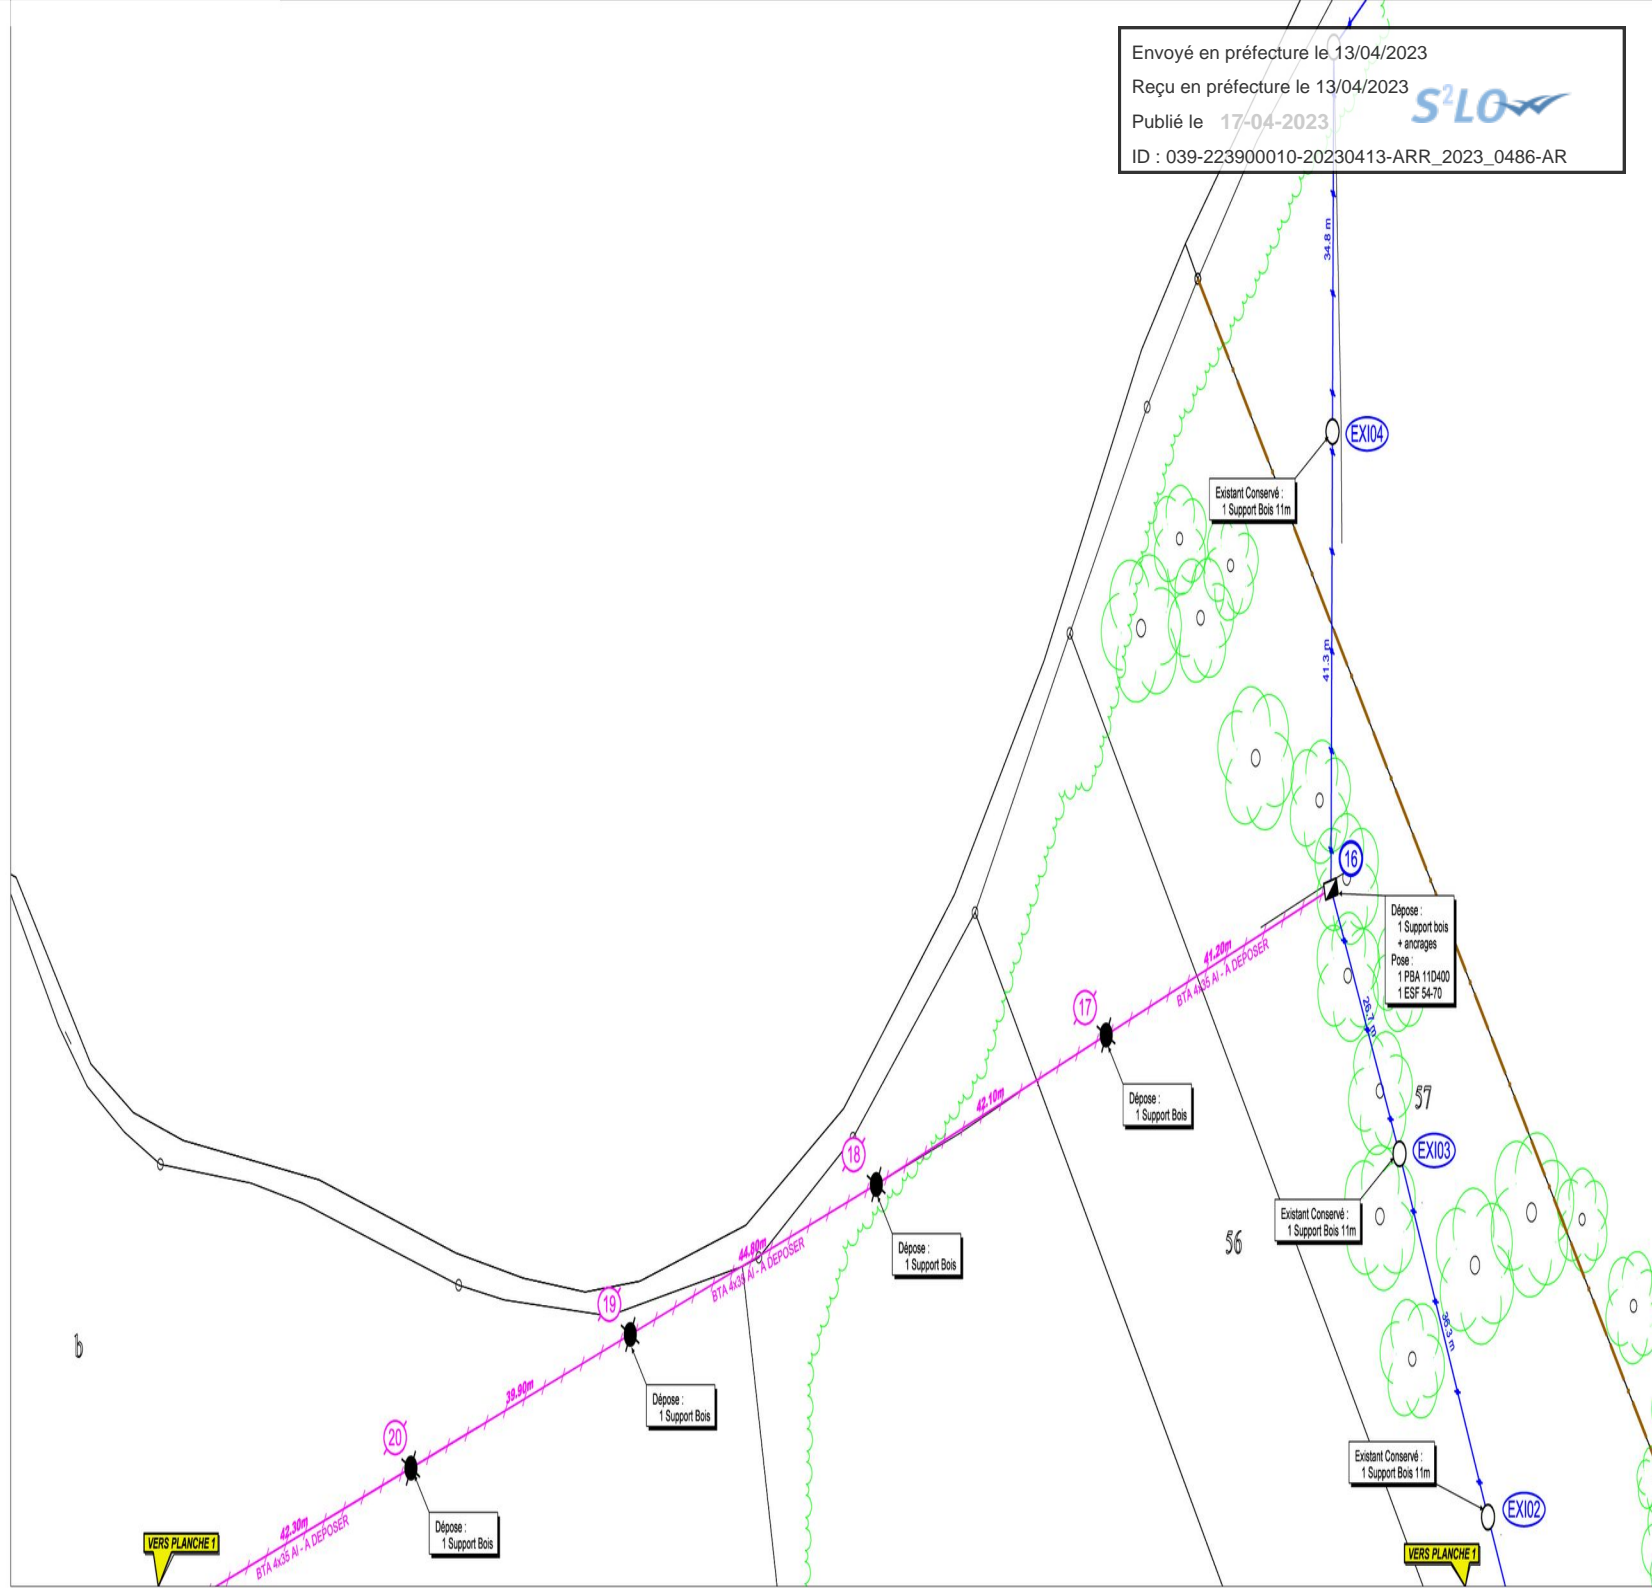 Envoyé en préfecture le 13/04/2023
Reçu en préfecture le 13/04/2023
S²LO
Publié le 17-04-2023
ID : 039-223900010-20230413-ARR_2023_0486-AR
34.8 m
EXI04
Existant Conservé :
1 Support Bois 11m
41.3 m
16
Dépose :
1 Support bois
+ ancrages
Pose :
1 PBA 11D400
1 ESF 54-70
41.20m
BTA 4x35 Al - A DEPOSER
17
26.7 m
Dépose :
1 Support Bois
42.10m
57
18
EXI03
Existant Conservé :
1 Support Bois 11m
56
Dépose :
1 Support Bois
44.80m
BTA 4x35 Al - A DEPOSER
19
36.3 m
b
39.90m
Dépose :
1 Support Bois
20
Existant Conservé :
1 Support Bois 11m
EXI02
42.30m
BTA 4x35 Al - A DEPOSER
Dépose :
1 Support Bois
VERS PLANCHE 1
VERS PLANCHE 1